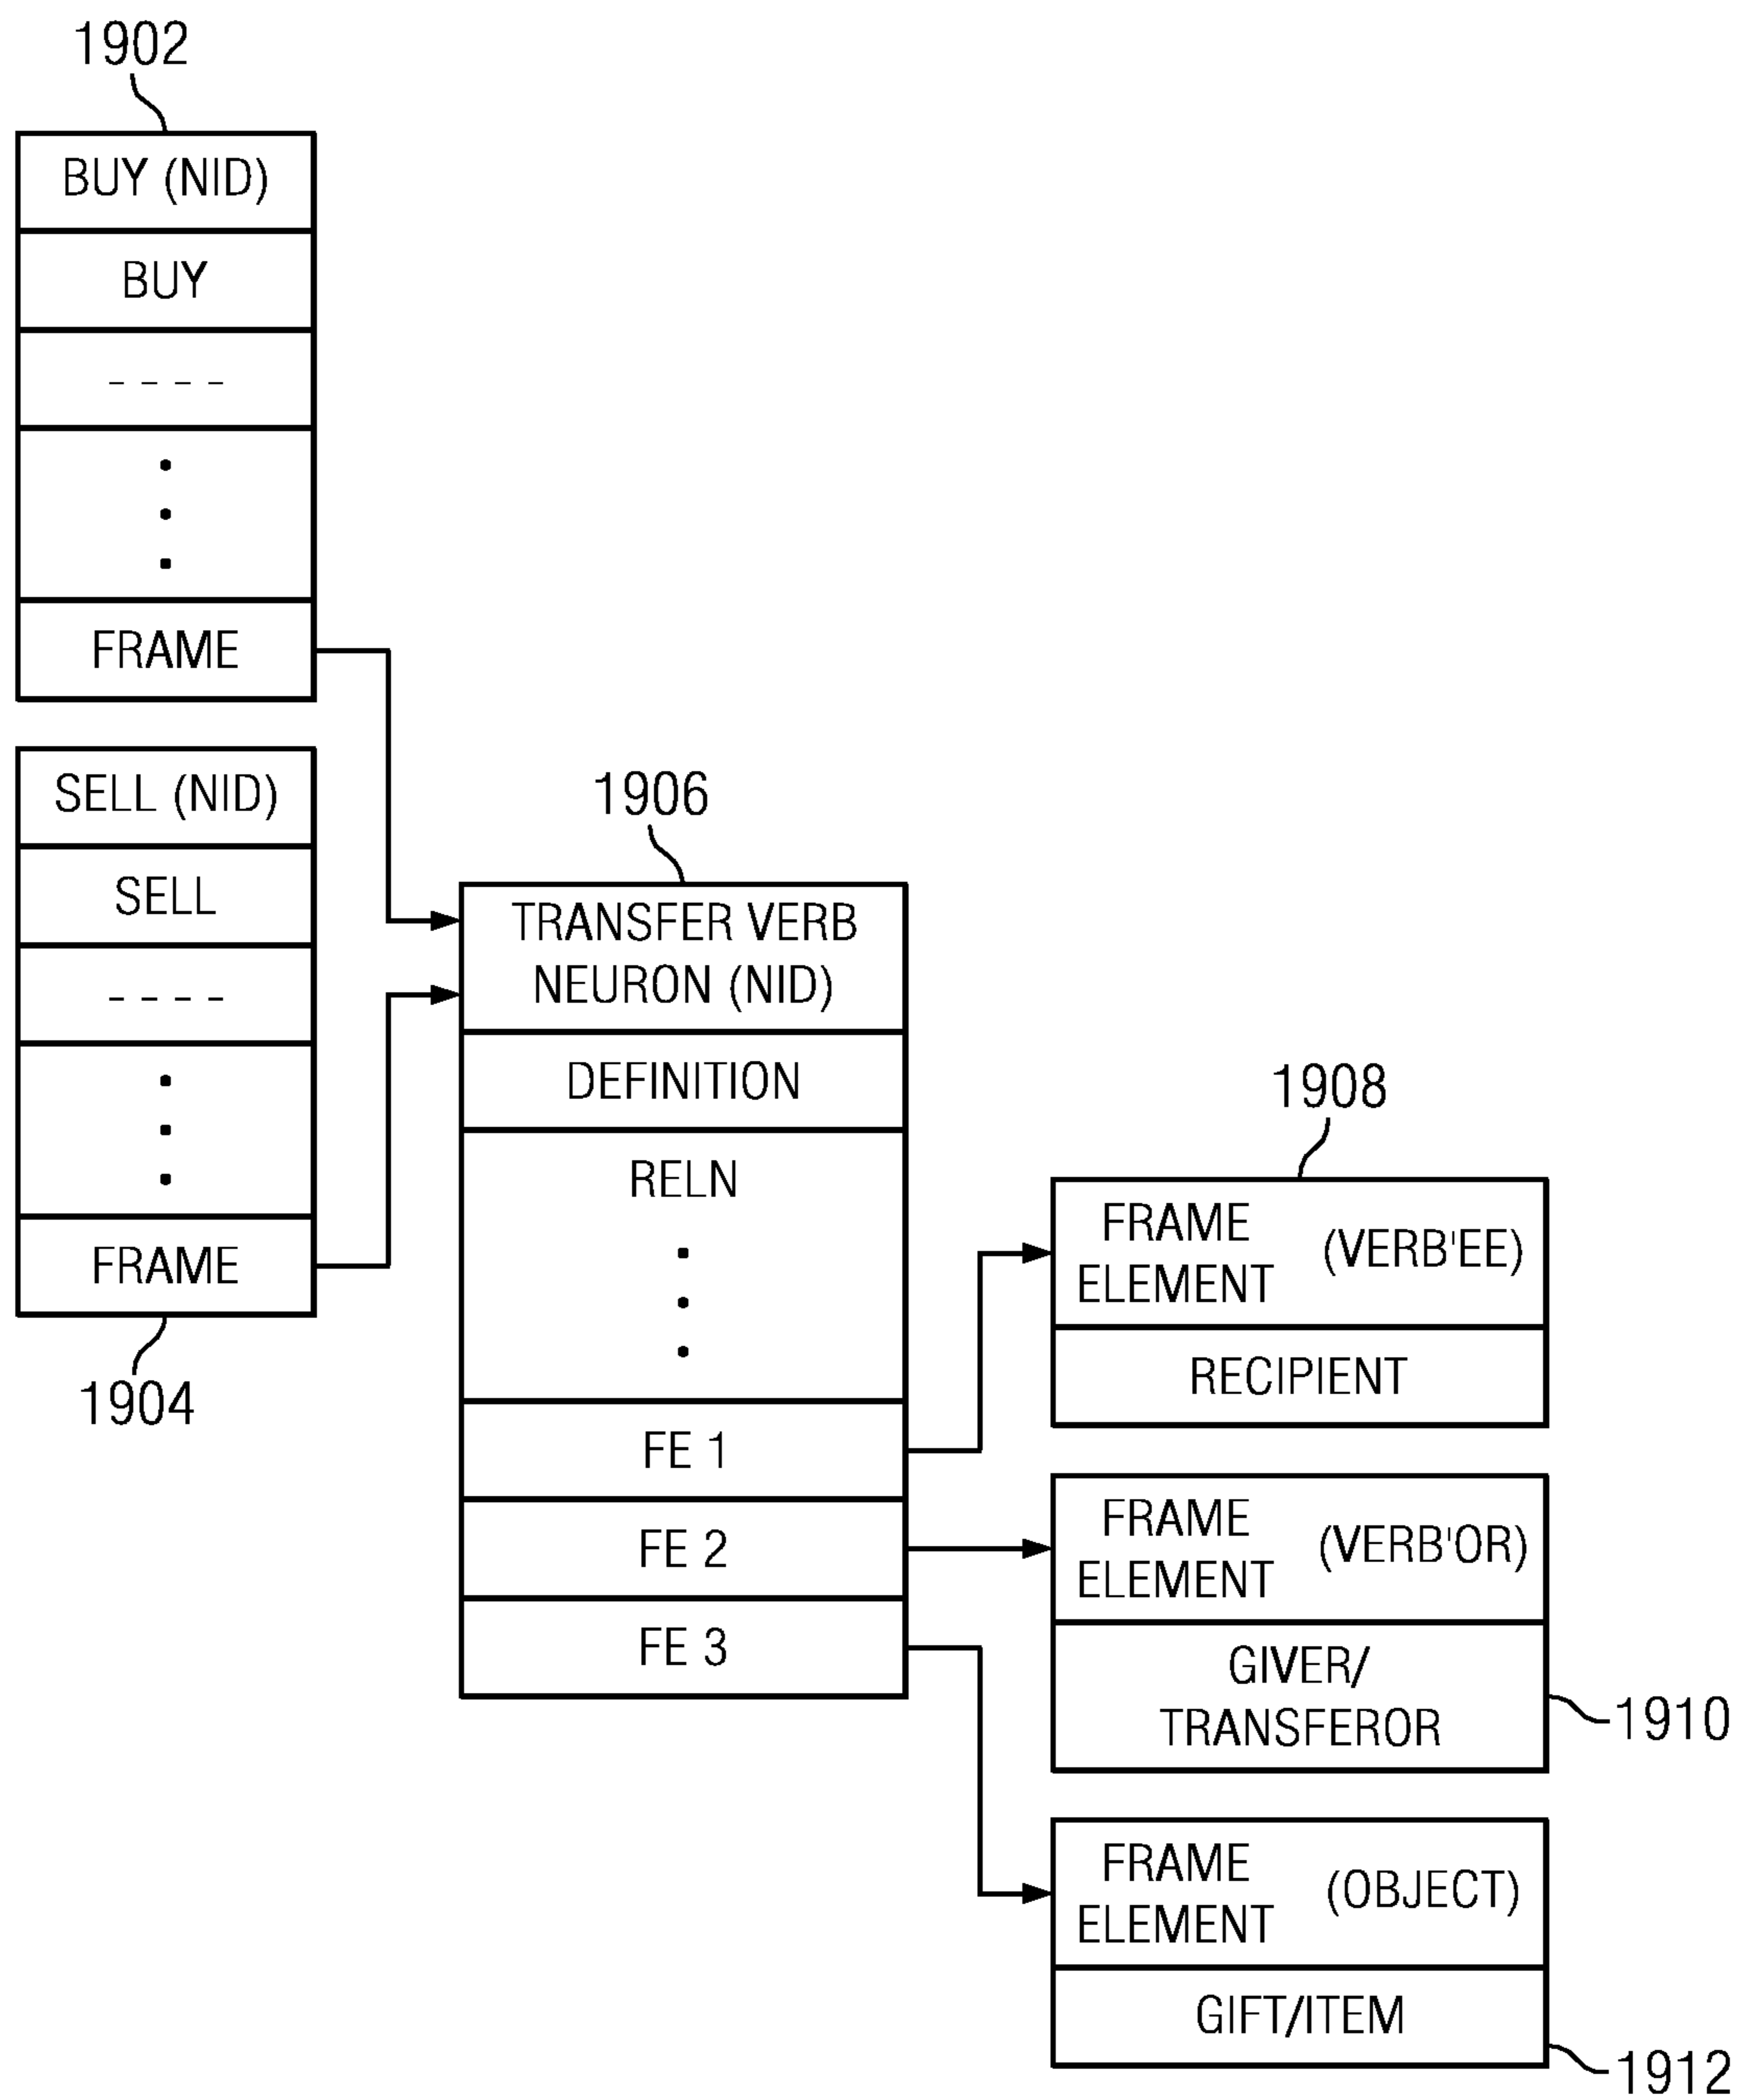 1902
BUY (NID)
BUY
- - - -
FRAME
SELL (NID)
SELL
- - - -
FRAME
1904
1906
TRANSFER VERB
NEURON (NID)
DEFINITION
RELN
FE 1
FE 2
FE 3
1908
FRAME
ELEMENT (VERB'EE)
RECIPIENT
FRAME
ELEMENT (VERB'OR)
GIVER/
TRANSFEROR
1910
FRAME
ELEMENT (OBJECT)
GIFT/ITEM
1912